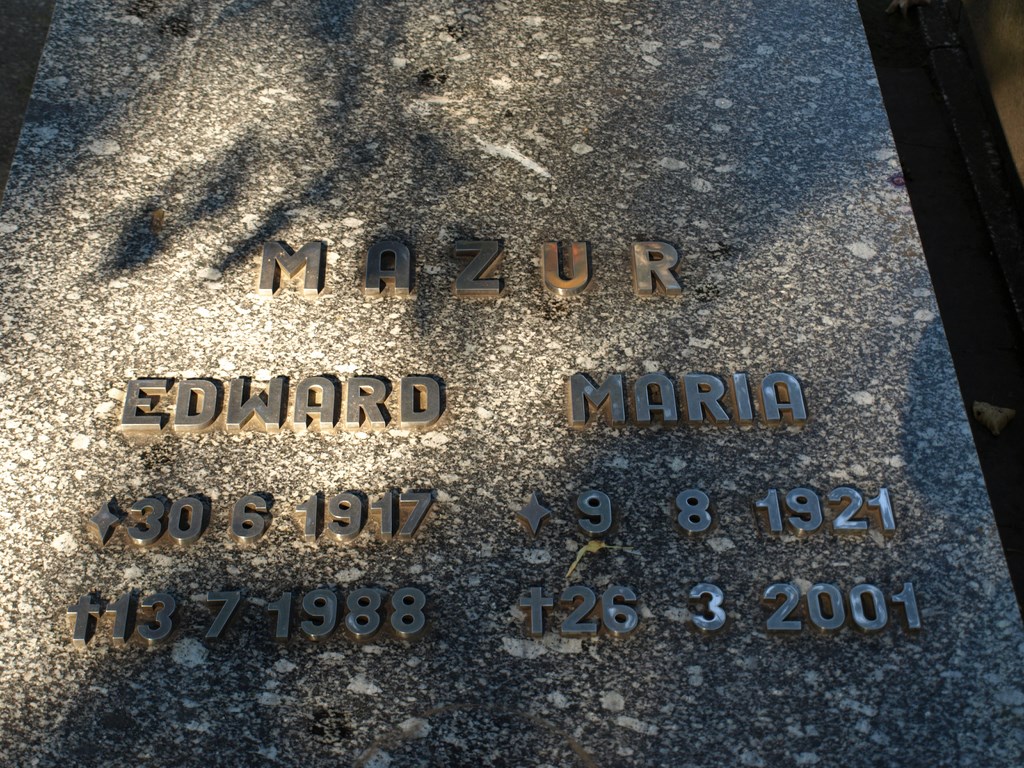 MAZUR
EDWARD MARIA
✦30 6 1917 ✦ 9 8 1921
†13 7 1988 †26 3 2001